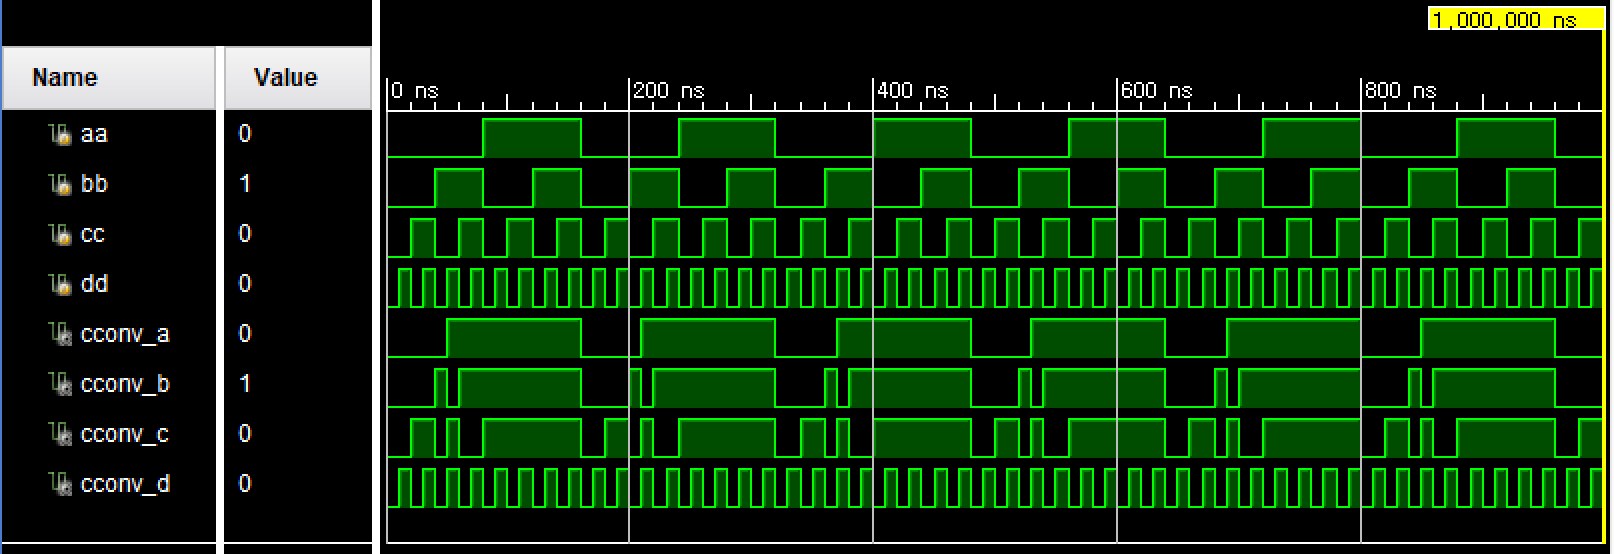 1,000,000 ns
Name Value
0 ns 200 ns 400 ns 600 ns 800 ns
aa 0
bb 1
cc 0
dd 0
cconv_a 0
cconv_b 1
cconv_c 0
cconv_d 0